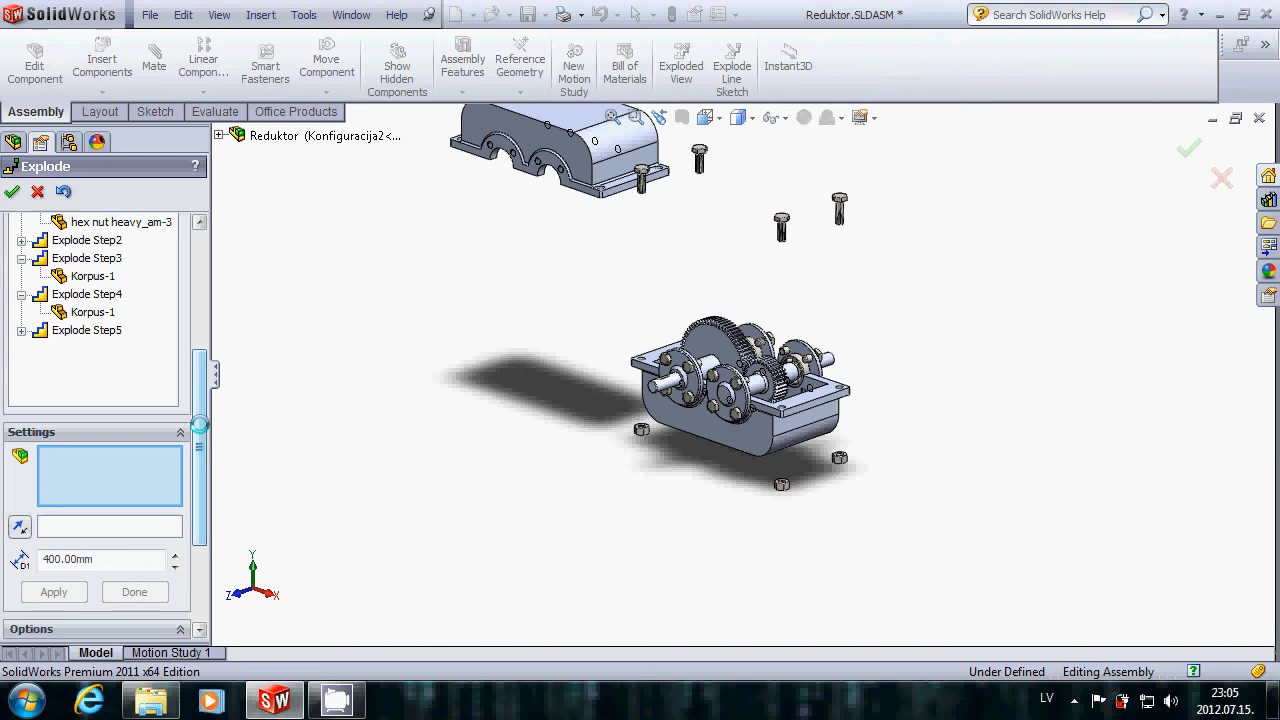 SolidWorks File Edit View Insert Tools Window Help Reduktor.SLDASM * Search SolidWorks Help
Edit Component
Insert Components
Mate
Linear Compon...
Smart Fasteners
Move Component
Show Hidden Components
Assembly Features
Reference Geometry
New Motion Study
Bill of Materials
Exploded View
Explode Line Sketch
Instant3D
Assembly Layout Sketch Evaluate Office Products
Reduktor (Konfiguracija2<...
Explode ?
hex nut heavy_am-3
Explode Step2
Explode Step3
Korpus-1
Explode Step4
Korpus-1
Explode Step5
Settings
D1 400.00mm
Apply Done
Options
Y
Z X
Model Motion Study 1
SolidWorks Premium 2011 x64 Edition Under Defined Editing Assembly
LV 23:05
2012.07.15.